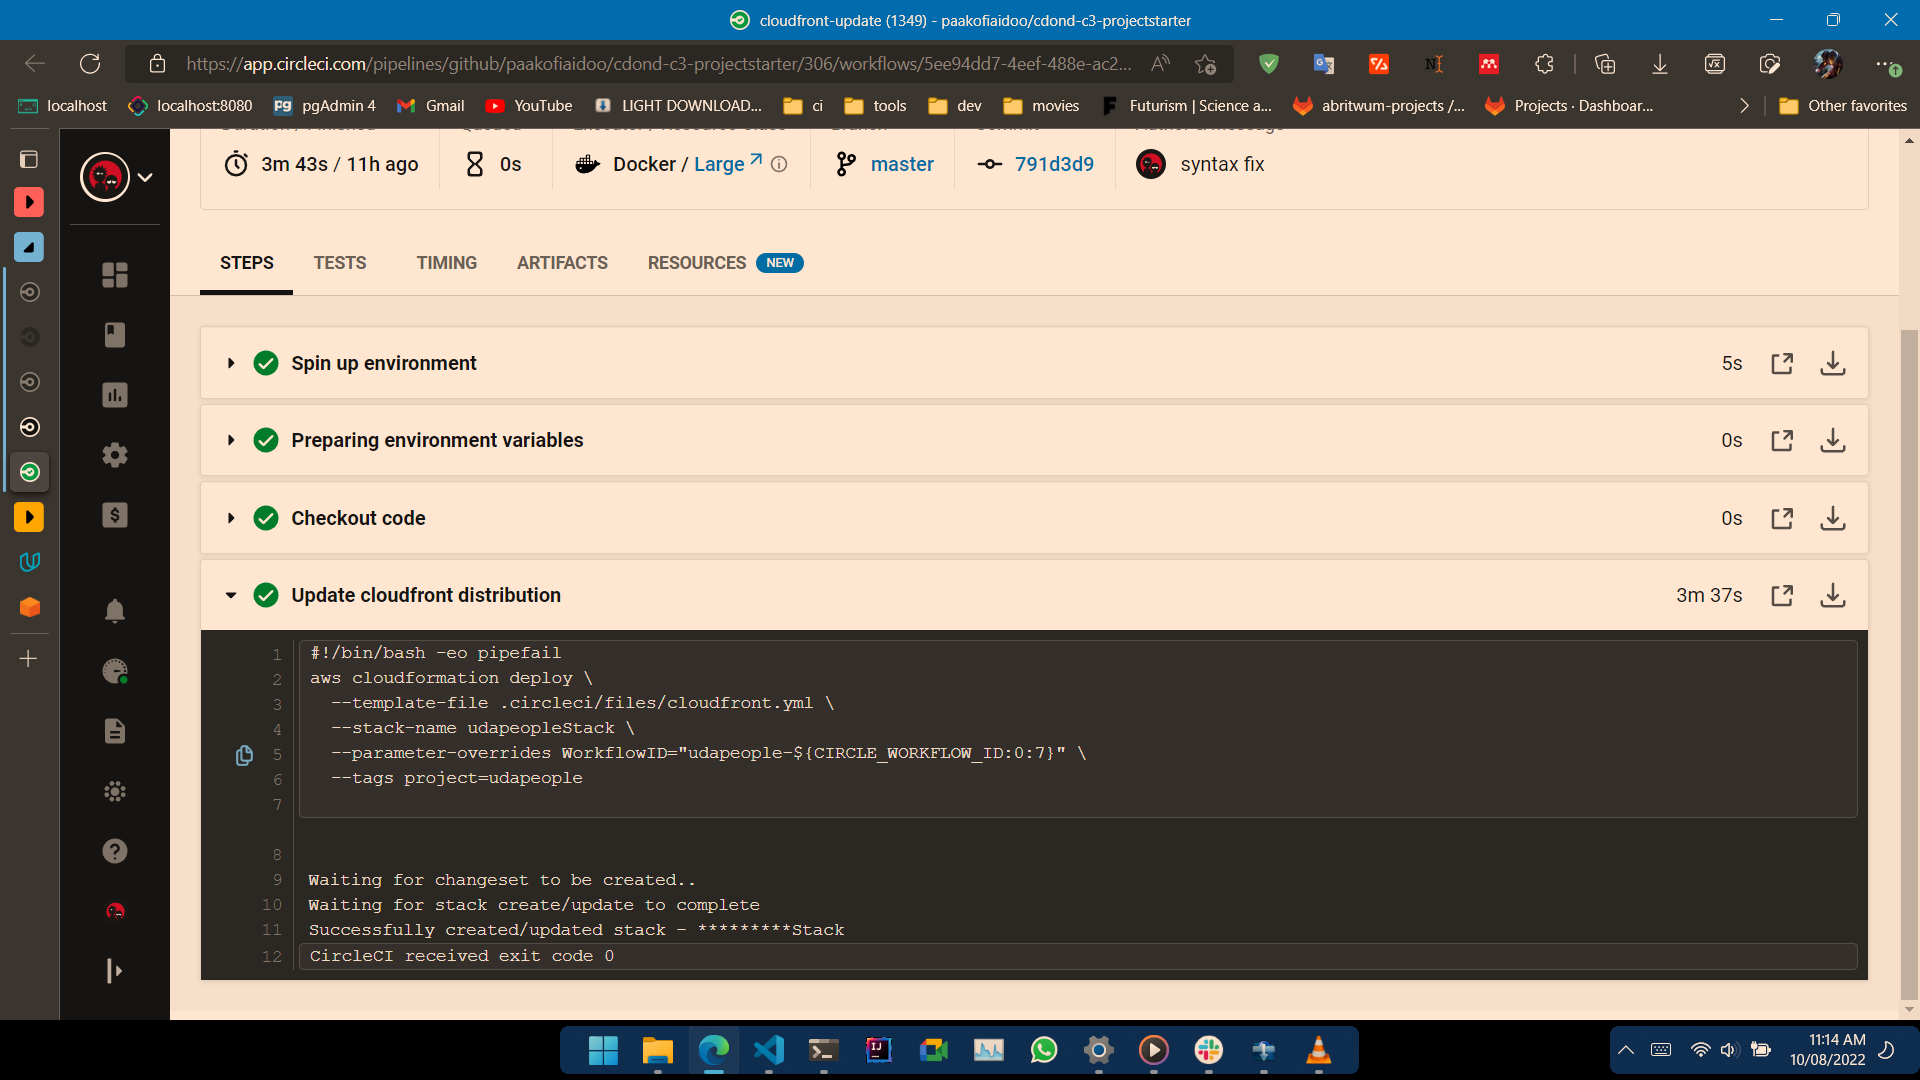 cloudfront-update (1349) - paakofiaidoo/cdond-c3-projectstarter
https://app.circleci.com/pipelines/github/paakofiaidoo/cdond-c3-projectstarter/306/workflows/5ee94dd7-4eef-488e-ac2...
localhost localhost:8080 pgAdmin 4 Gmail YouTube LIGHT DOWNLOAD... ci tools dev movies Futurism | Science a... abritwum-projects /... Projects · Dashboar... Other favorites
3m 43s / 11h ago 0s Docker / Large master 791d3d9 syntax fix
STEPS TESTS TIMING ARTIFACTS RESOURCES NEW
Spin up environment 5s
Preparing environment variables 0s
Checkout code 0s
Update cloudfront distribution 3m 37s
1 #!/bin/bash -eo pipefail
2 aws cloudformation deploy \
3 --template-file .circleci/files/cloudfront.yml \
4 --stack-name udapeopleStack \
5 --parameter-overrides WorkflowID="udapeople-${CIRCLE_WORKFLOW_ID:0:7}" \
6 --tags project=udapeople
7
8
9 Waiting for changeset to be created..
10 Waiting for stack create/update to complete
11 Successfully created/updated stack - *********Stack
12 CircleCI received exit code 0
11:14 AM
10/08/2022